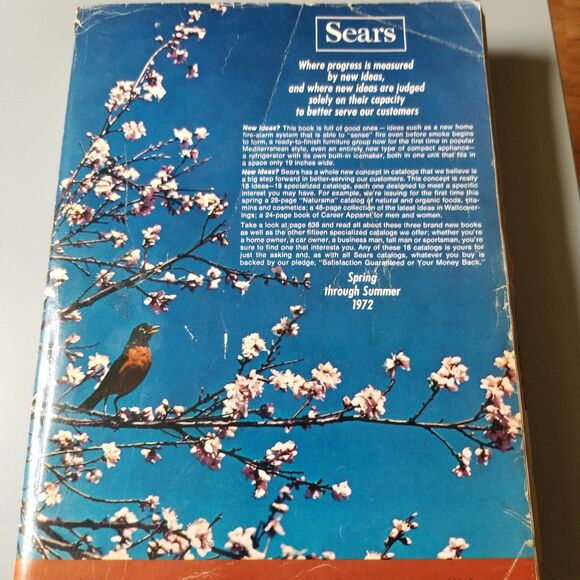 Sears
Where progress is measured
by new ideas,
and where new ideas are judged
solely on their capacity
to better serve our customers
New ideas? This book is full of good ones—ideas such as a new home
fire-alarm system that is able to "sense" fire even before smoke begins
to form, a ready-to-finish furniture group now for the first time in popular
Mediterranean style, even an entirely new type of compact appliance—
a refrigerator with its own built-in icemaker, both in one unit that fits in
a space only 19 inches wide.
New ideas? Sears has a whole new concept in catalogs that we believe is
a big step forward in better-serving our customers. This concept is really
18 ideas—18 specialized catalogs, each one designed to meet a specific
interest you may have. For example, we're issuing for the first time this
spring a 28-page "Naturama" catalog of natural and organic foods, vita-
mins and cosmetics; a 48-page collection of the latest ideas in Wallcover-
ings; a 24-page book of Career Apparel for men and women.
Take a look at page 638 and read all about these three brand new books
as well as the other fifteen specialized catalogs we offer; whether you're
a home owner, a car owner, a business man, tall man or sportsman, you're
sure to find one that interests you. Any of these 18 catalogs is yours for
just the asking and, as with all Sears catalogs, whatever you buy is
backed by our pledge, "Satisfaction Guaranteed or Your Money Back."
Spring
through Summer
1972